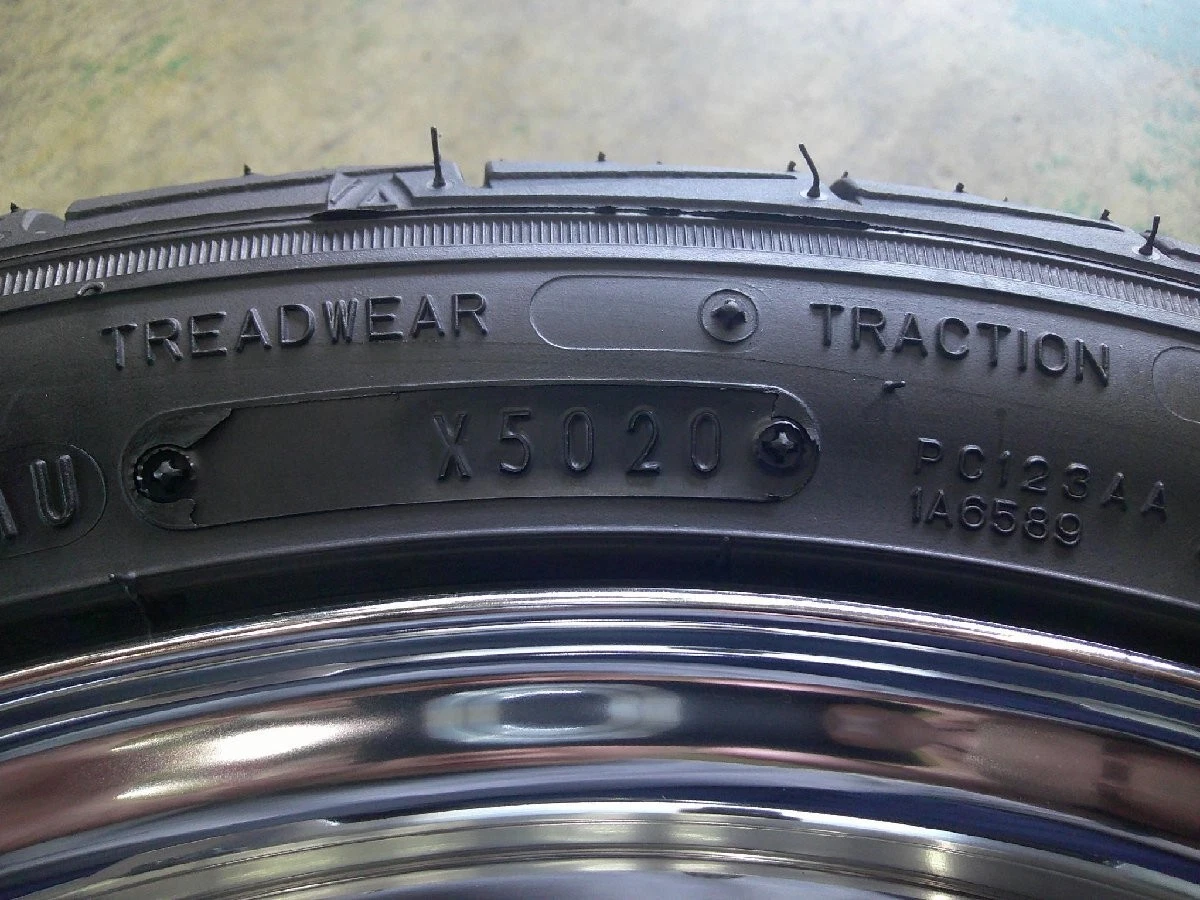 TREADWEAR TRACTION
X5020
PC123AA
1A6589